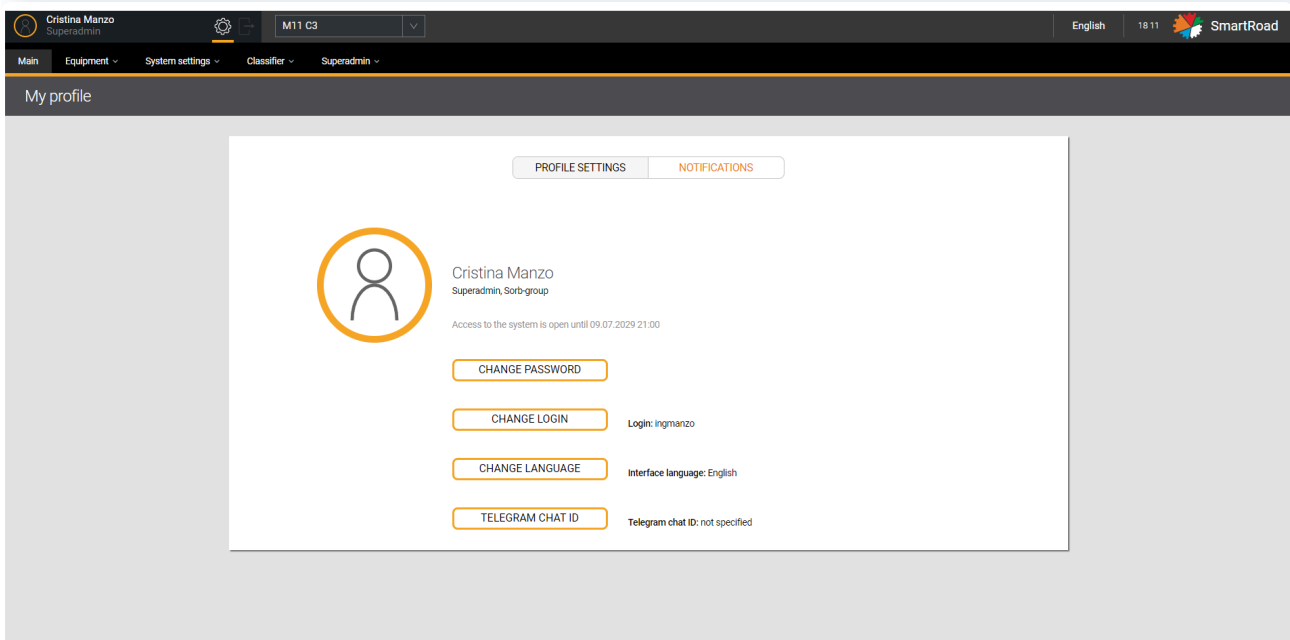 Cristina Manzo
Superadmin
M11 C3
English
18 11
SmartRoad
Main Equipment System settings Classifier Superadmin
My profile
PROFILE SETTINGS NOTIFICATIONS
Cristina Manzo
Superadmin, Sorb-group
Access to the system is open until 09.07.2029 21:00
CHANGE PASSWORD
CHANGE LOGIN Login: ingmanzo
CHANGE LANGUAGE Interface language: English
TELEGRAM CHAT ID Telegram chat ID: not specified